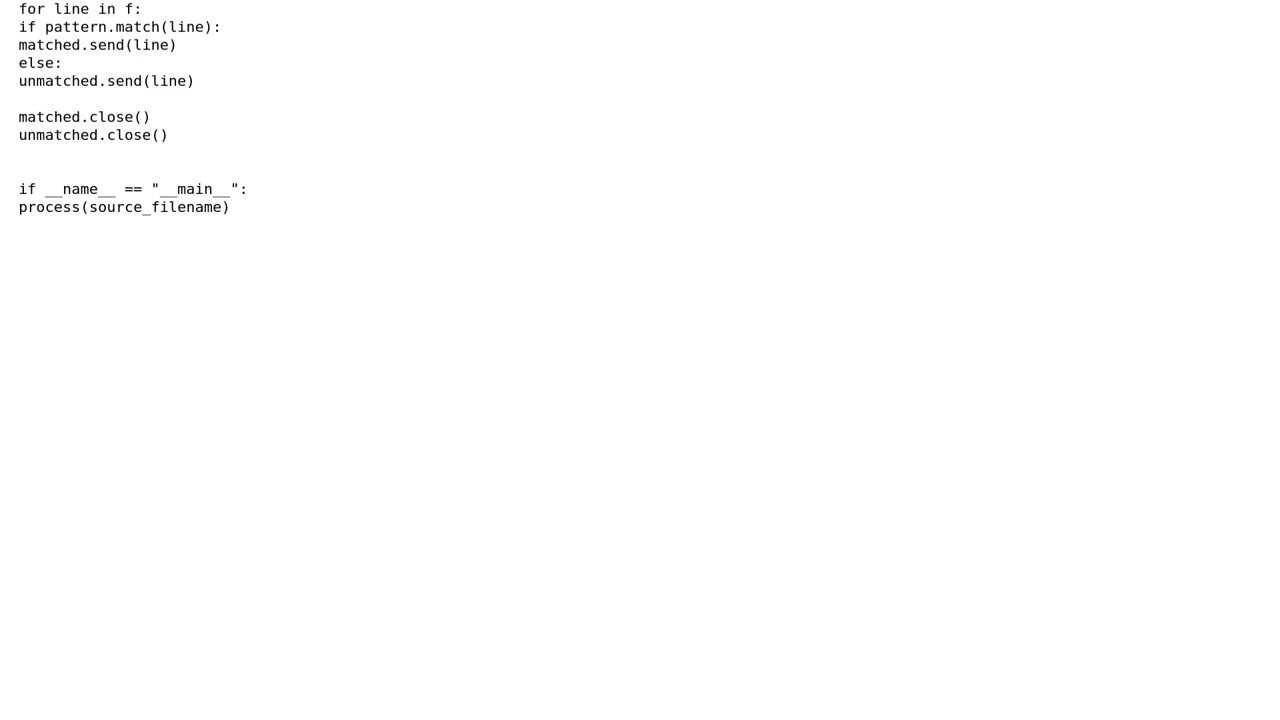 for line in f:
if pattern.match(line):
matched.send(line)
else:
unmatched.send(line)

matched.close()
unmatched.close()


if __name__ == "__main__":
process(source_filename)